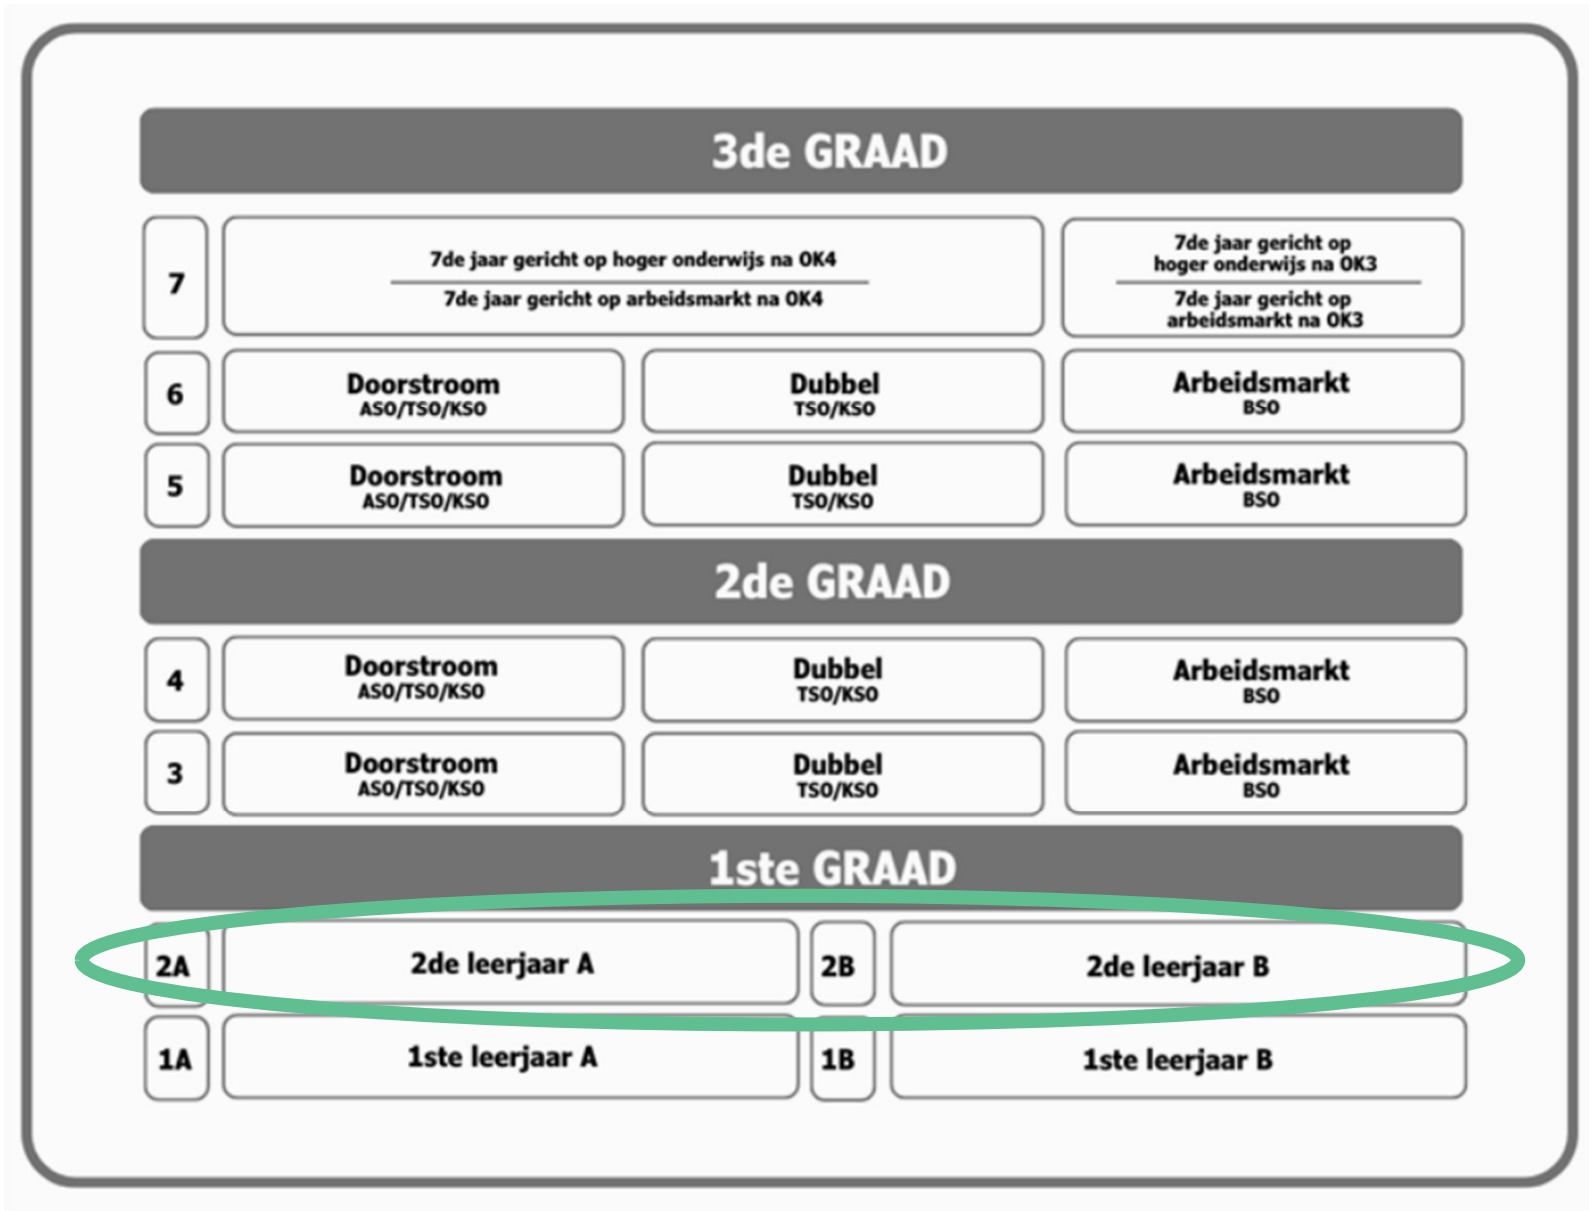 3de GRAAD
7
7de jaar gericht op hoger onderwijs na OK4
7de jaar gericht op arbeidsmarkt na OK4
7de jaar gericht op
hoger onderwijs na OK3
7de jaar gericht op
arbeidsmarkt na OK3
6
Doorstroom
ASO/TSO/KSO
Dubbel
TSO/KSO
Arbeidsmarkt
BSO
5
Doorstroom
ASO/TSO/KSO
Dubbel
TSO/KSO
Arbeidsmarkt
BSO
2de GRAAD
4
Doorstroom
ASO/TSO/KSO
Dubbel
TSO/KSO
Arbeidsmarkt
BSO
3
Doorstroom
ASO/TSO/KSO
Dubbel
TSO/KSO
Arbeidsmarkt
BSO
1ste GRAAD
2A
2de leerjaar A
2B
2de leerjaar B
1A
1ste leerjaar A
1B
1ste leerjaar B